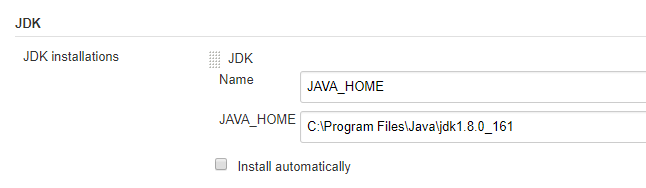 JDK
JDK installations
JDK
Name
JAVA_HOME
JAVA_HOME
C:\Program Files\Java\jdk1.8.0_161
Install automatically